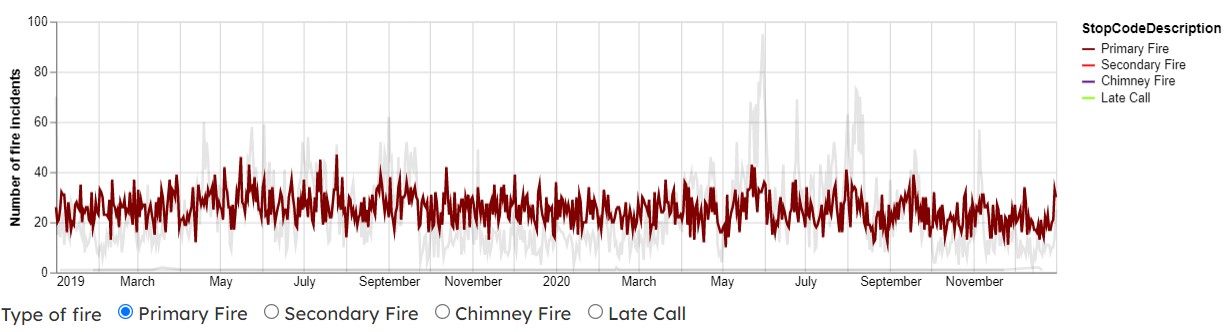 100
80
60
40
20
0
Number of fire incidents
2019 March May July September November 2020 March May July September November
StopCodeDescription
Primary Fire
Secondary Fire
Chimney Fire
Late Call
Type of fire Primary Fire Secondary Fire Chimney Fire Late Call